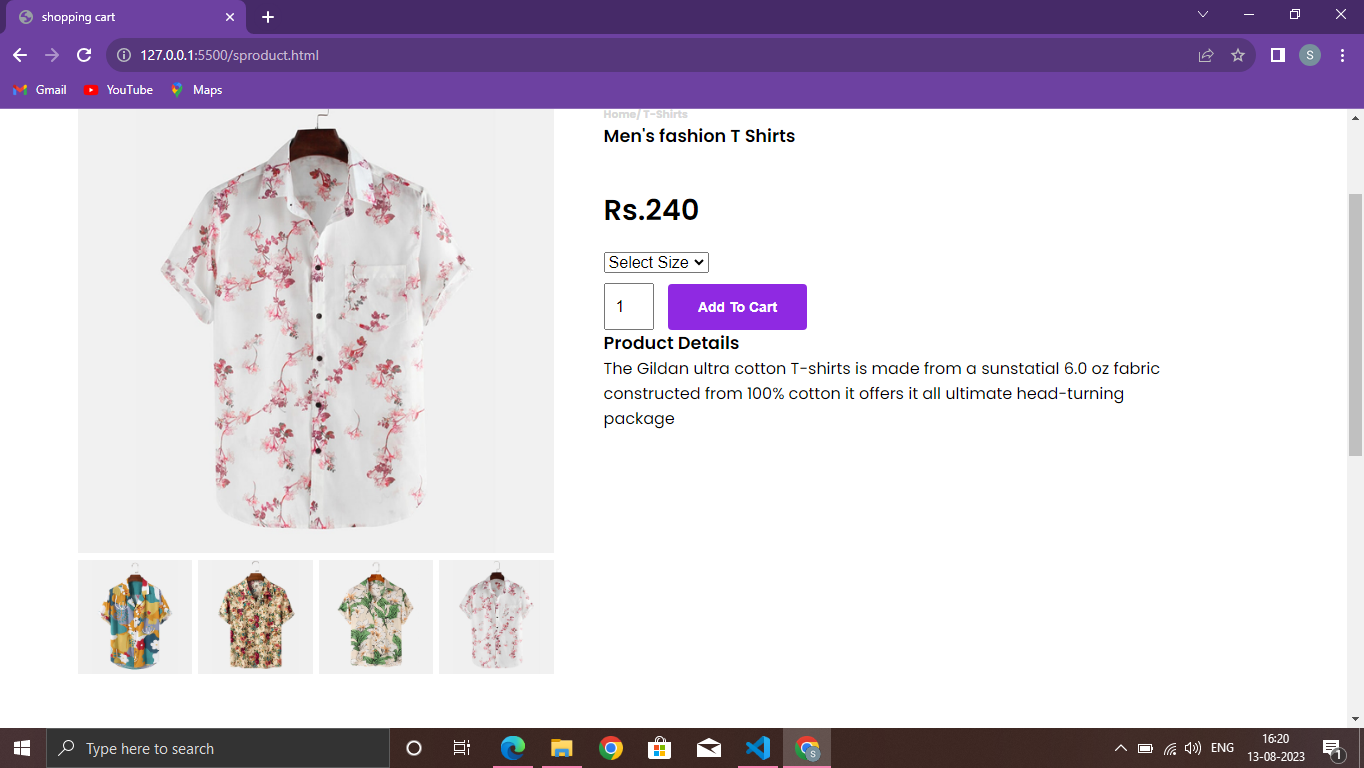 shopping cart
127.0.0.1:5500/sproduct.html
Gmail YouTube Maps
S
Home/ T-Shirts
Men's fashion T Shirts
Rs.240
Select Size
1 Add To Cart
Product Details
The Gildan ultra cotton T-shirts is made from a sunstatial 6.0 oz fabric
constructed from 100% cotton it offers it all ultimate head-turning
package
Type here to search
S
ENG
16:20
13-08-2023
1